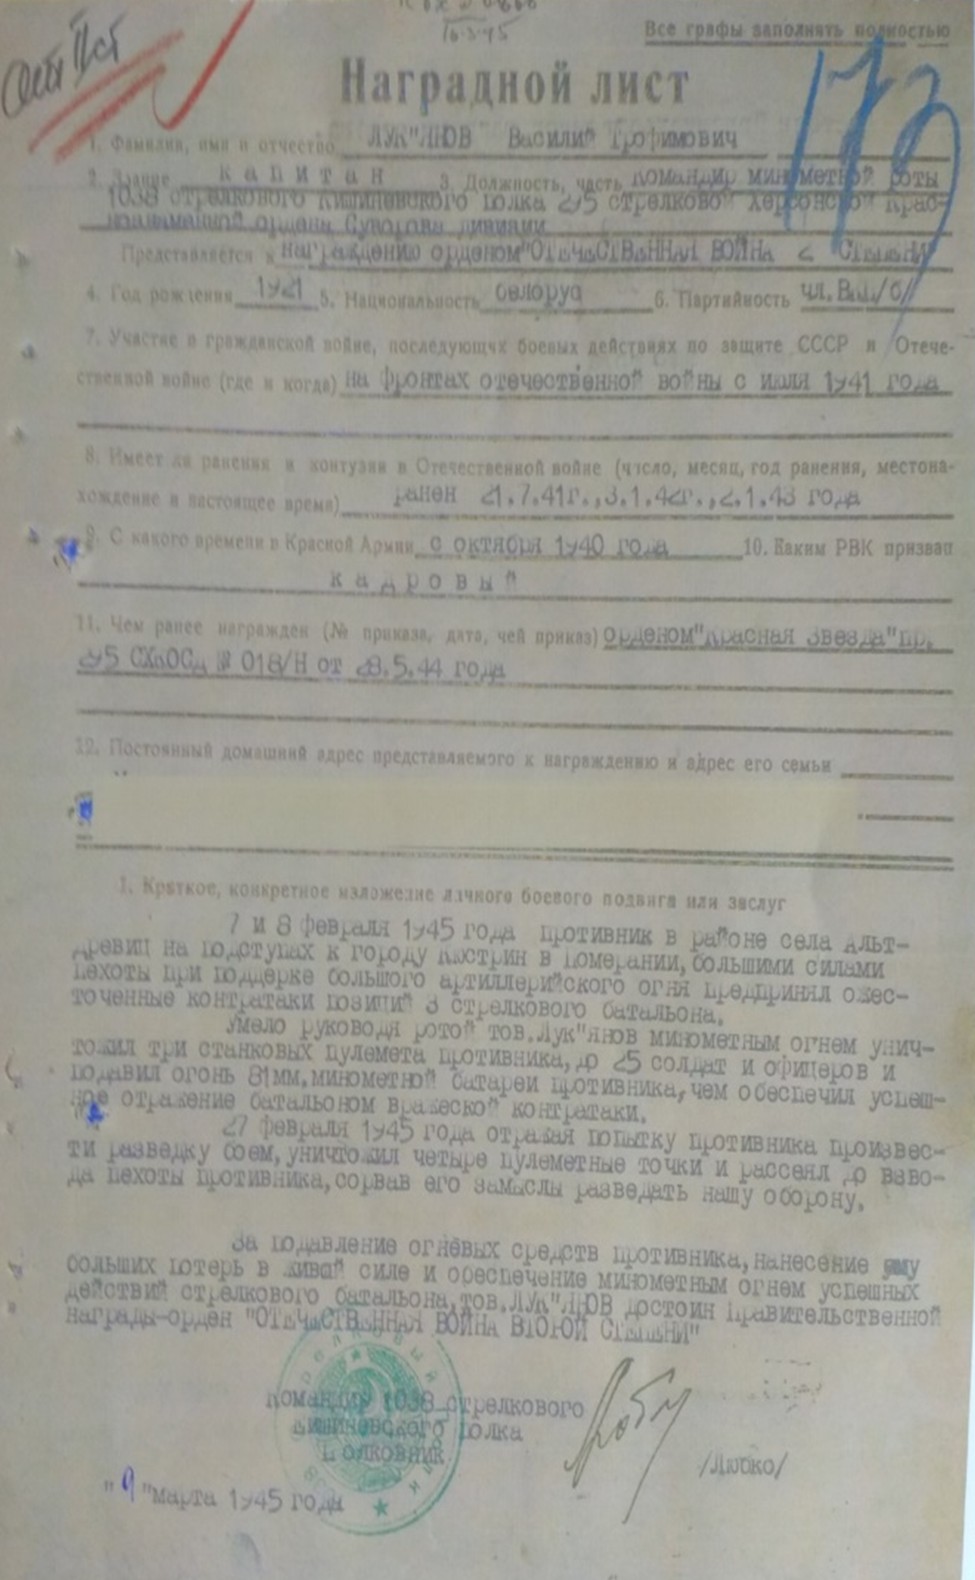 16.3.45
Все графы заполнять полностью
173
Наградной лист
1. Фамилия, имя и отчество ЛУК"ЯНОВ Василий Трофимович
2. Звание капитан 3. Должность, часть командир минометной роты
1038 стрелкового Кишиневского полка 295 стрелковой Херсонской Крас-
нознаменной ордена Суворова дивизии
Представляется к награждению орденом "ОТЕЧЕСТВЕННАЯ ВОЙНА 2 СТЕПЕНИ"
4. Год рождения 1921 5. Национальность белорус 6. Партийность чл.ВКП/б/
7. Участие в гражданской войне, последующих боевых действиях по защите СССР и Отече-
ственной войне (где и когда) на фронтах отечественной войны с июля 1941 года
8. Имеет ли ранения и контузии в Отечественной войне (число, месяц, год ранения, местона-
хождение в настоящее время) ранен 21.7.41г.,3.1.42г.,2.1.43 года
9. С какого времени в Красной Армии с октября 1940 года 10. Каким РВК призван
кадровый
11. Чем ранее награжден (№ приказа, дата, чей приказ) орденом"Красная Звезда"пр.
295 СХКОСД № 018/Н от 28.5.44 года
12. Постоянный домашний адрес представляемого к награждению и адрес его семьи
1. Краткое, конкретное изложение личного боевого подвига или заслуг
7 и 8 февраля 1945 года противник в районе села Альт-
древиц на подступах к городу Кюстрин в Померании, большими силами
пехоты при поддерке большого артиллерийского огня предпринял ожес-
точенные контратаки позиций 3 стрелкового батальона.
Умело руководя ротой тов.Лук"янов минометным огнем унич-
тожил три станковых пулемета противника, до 25 солдат и офицеров и
подавил огонь 81мм.минометной батареи противника, чем обеспечил успеш-
ное отражение батальоном вражеской контратаки.
27 февраля 1945 года отражая попытку противника произвес-
ти разведку боем, уничтожил четыре пулеметные точки и рассеял до взво-
да пехоты противника, сорвав его замыслы разведать нашу оборону.
За подавление огневых средств противника, нанесение ему
больших потерь в живой силе и обеспечение минометным огнем успешных
действий стрелкового батальона, тов.ЛУК"ЯНОВ достоин Правительственной
награды-орден "ОТЕЧЕСТВЕННАЯ ВОЙНА ВТОРОЙ СТЕПЕНИ"
Командир 1038 стрелкового
Кишиневского полка
Полковник
/Любко/
"9"марта 1945 года